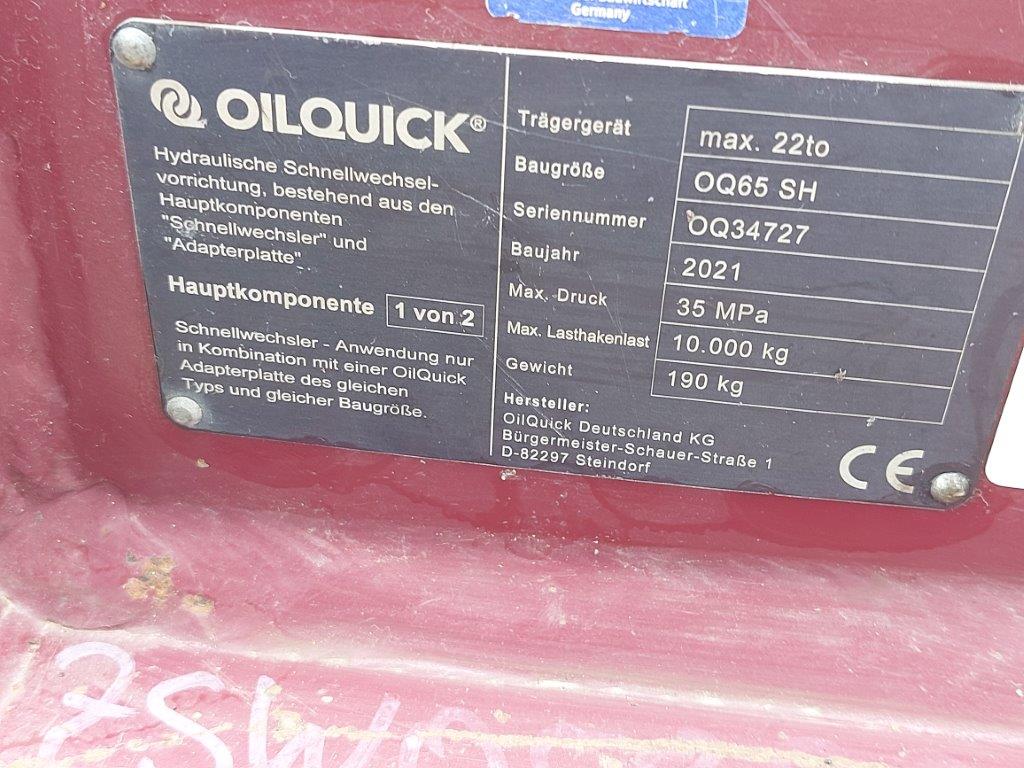 Germany
OILQUICK®
Hydraulische Schnellwechsel-
vorrichtung, bestehend aus den
Hauptkomponenten
"Schnellwechsler" und
"Adapterplatte"
Hauptkomponente 1 von 2
Schnellwechsler - Anwendung nur
in Kombination mit einer OilQuick
Adapterplatte des gleichen
Typs und gleicher Baugröße.
Trägergerät max. 22to
Baugröße OQ65 SH
Seriennummer OQ34727
Baujahr 2021
Max. Druck 35 MPa
Max. Lasthakenlast 10.000 kg
Gewicht 190 kg
Hersteller:
OilQuick Deutschland KG
Bürgermeister-Schauer-Straße 1
D-82297 Steindorf
CE